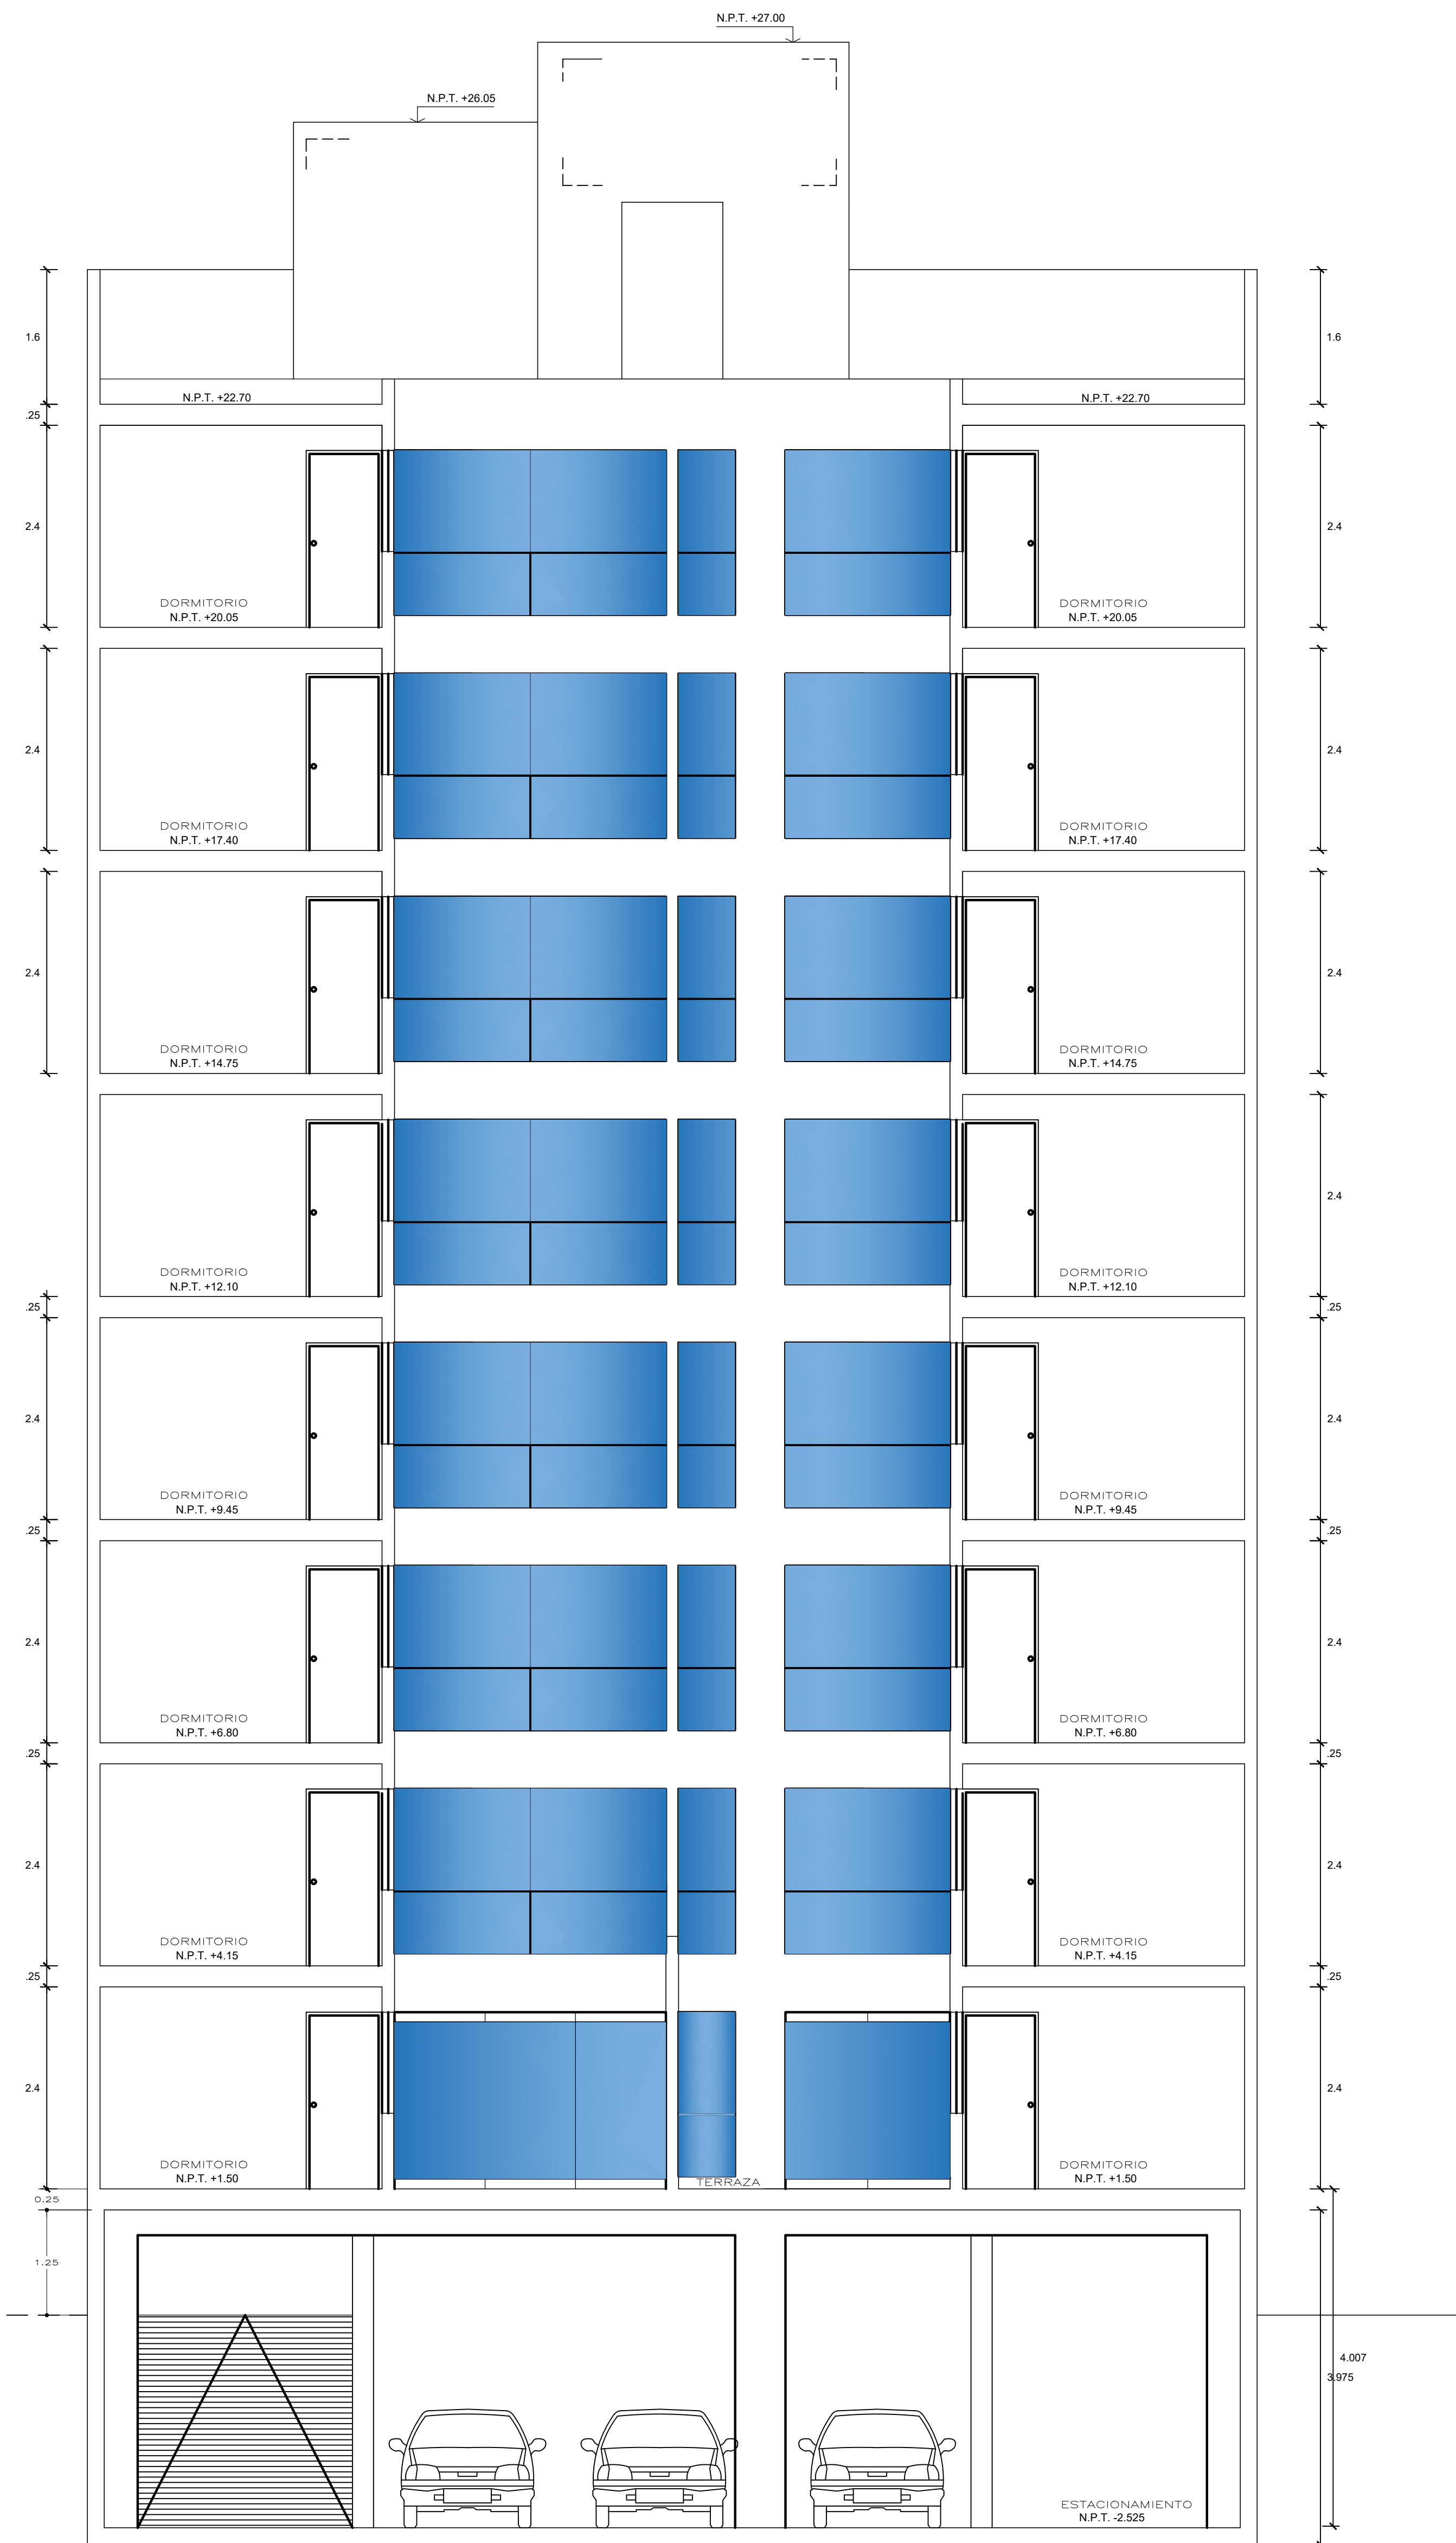 N.P.T. +27.00
N.P.T. +26.05
1.6
1.6
N.P.T. +22.70
N.P.T. +22.70
.25
2.4
2.4
DORMITORIO
N.P.T. +20.05
DORMITORIO
N.P.T. +20.05
2.4
2.4
DORMITORIO
N.P.T. +17.40
DORMITORIO
N.P.T. +17.40
2.4
2.4
DORMITORIO
N.P.T. +14.75
DORMITORIO
N.P.T. +14.75
2.4
DORMITORIO
N.P.T. +12.10
DORMITORIO
N.P.T. +12.10
.25
.25
2.4
2.4
DORMITORIO
N.P.T. +9.45
DORMITORIO
N.P.T. +9.45
.25
.25
2.4
2.4
DORMITORIO
N.P.T. +6.80
DORMITORIO
N.P.T. +6.80
.25
.25
2.4
2.4
DORMITORIO
N.P.T. +4.15
DORMITORIO
N.P.T. +4.15
.25
.25
2.4
2.4
DORMITORIO
N.P.T. +1.50
TERRAZA
DORMITORIO
N.P.T. +1.50
0.25
1.25
4.007
3.975
ESTACIONAMIENTO
N.P.T. -2.525